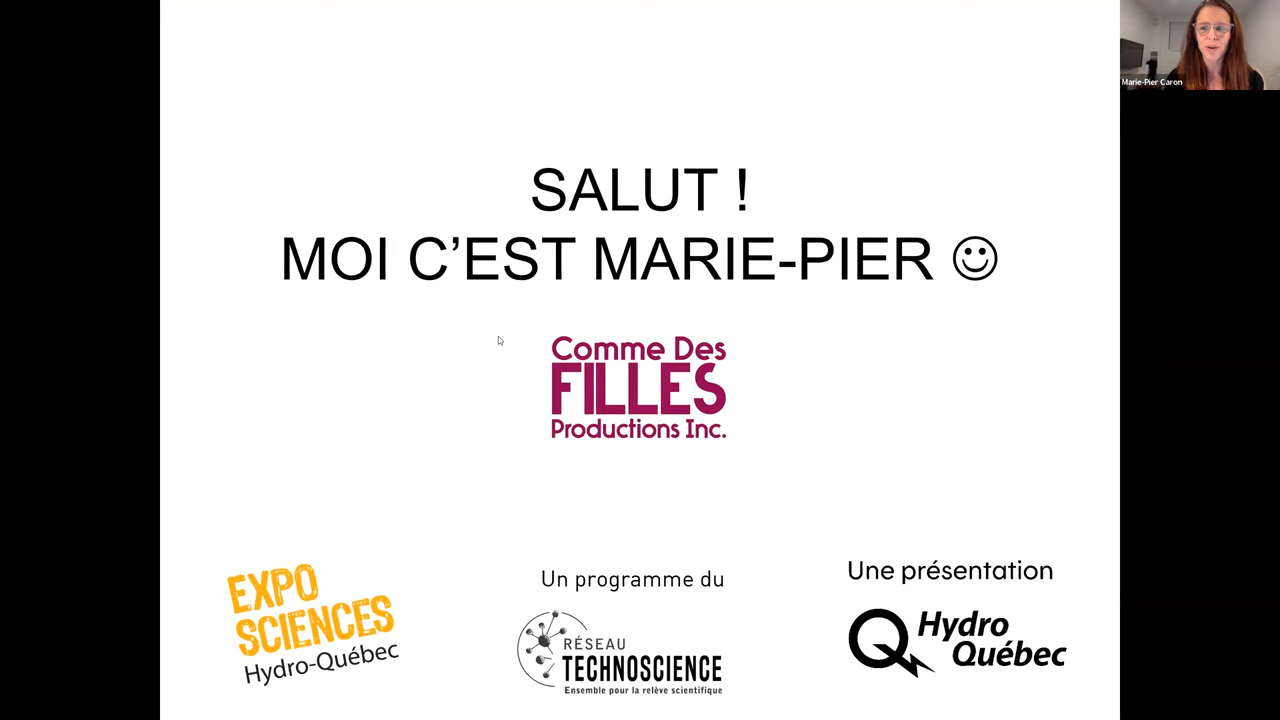 Marie-Pier Caron
SALUT !
MOI C’EST MARIE-PIER ☺
Comme Des
FILLES
Productions Inc.
EXPO
SCIENCES
Hydro-Québec
Un programme du
RÉSEAU
TECHNOSCIENCE
Ensemble pour la relève scientifique
Une présentation
Hydro
Québec